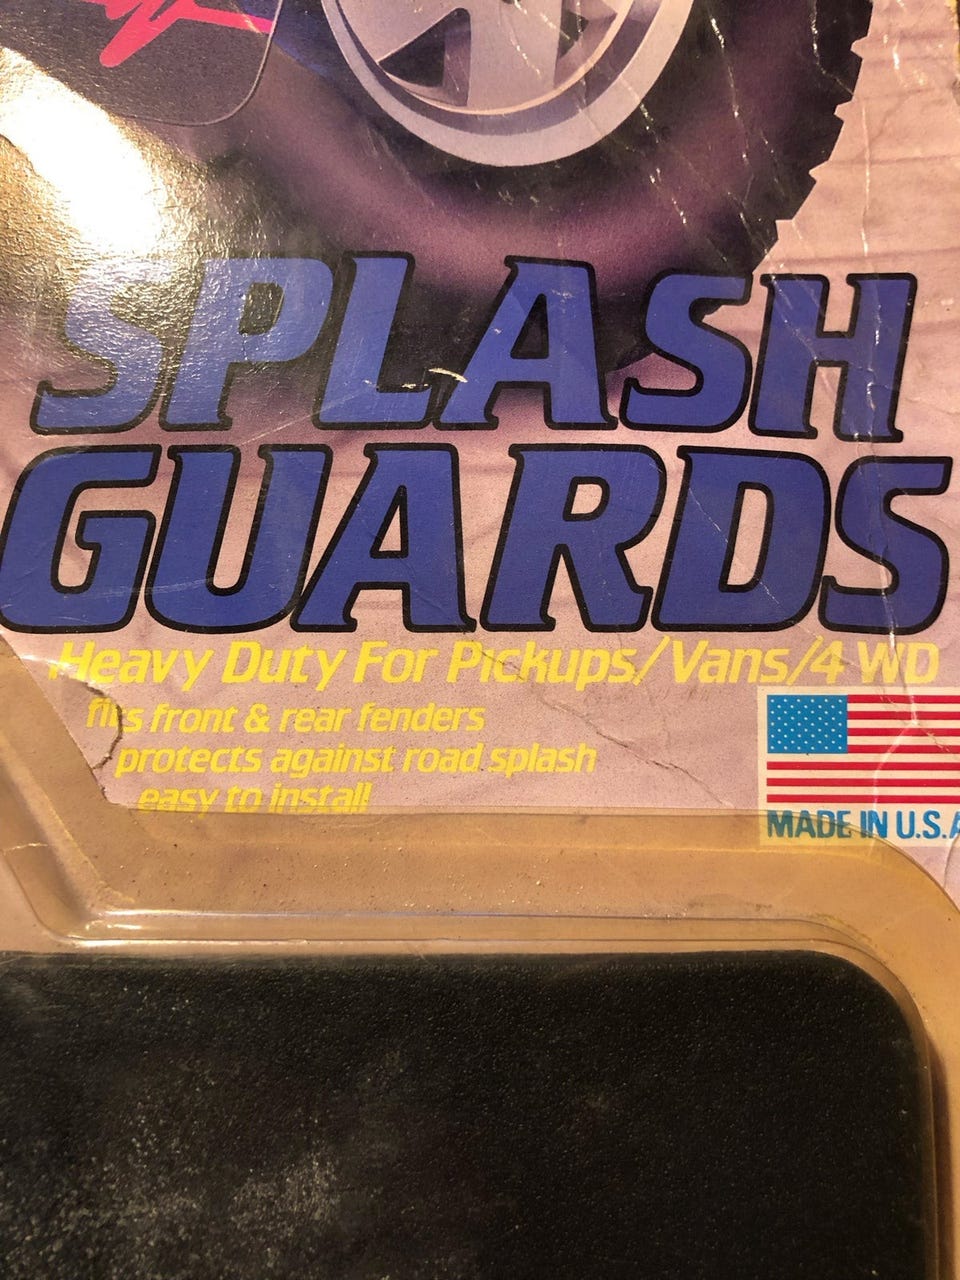 SPLASH
GUARDS
Heavy Duty For Pickups/Vans/4 WD
fits front & rear fenders
protects against road splash
easy to install
MADE IN U.S.A